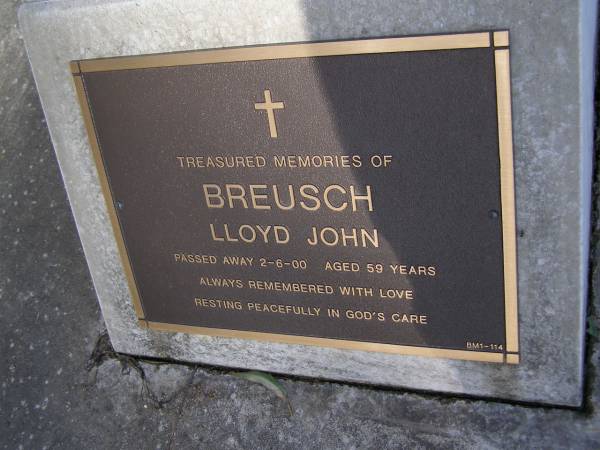 TREASURED MEMORIES OF
BREUSCH
LLOYD JOHN
PASSED AWAY 2-6-00 AGED 59 YEARS
ALWAYS REMEMBERED WITH LOVE
RESTING PEACEFULLY IN GOD'S CARE
BM1-114